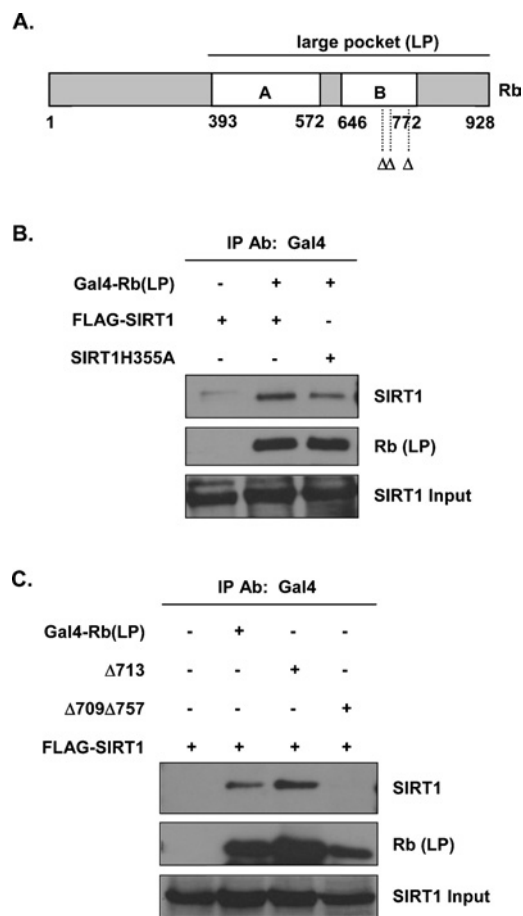 A.
large pocket (LP)
A B Rb
1 393 572 646 772 928
Δ Δ Δ
B.
IP Ab: Gal4
Gal4-Rb(LP) - + +
FLAG-SIRT1 + + -
SIRT1H355A - - +
SIRT1
Rb (LP)
SIRT1 Input
C.
IP Ab: Gal4
Gal4-Rb(LP) - + - -
Δ713 - - + -
Δ709Δ757 - - - +
FLAG-SIRT1 + + + +
SIRT1
Rb (LP)
SIRT1 Input